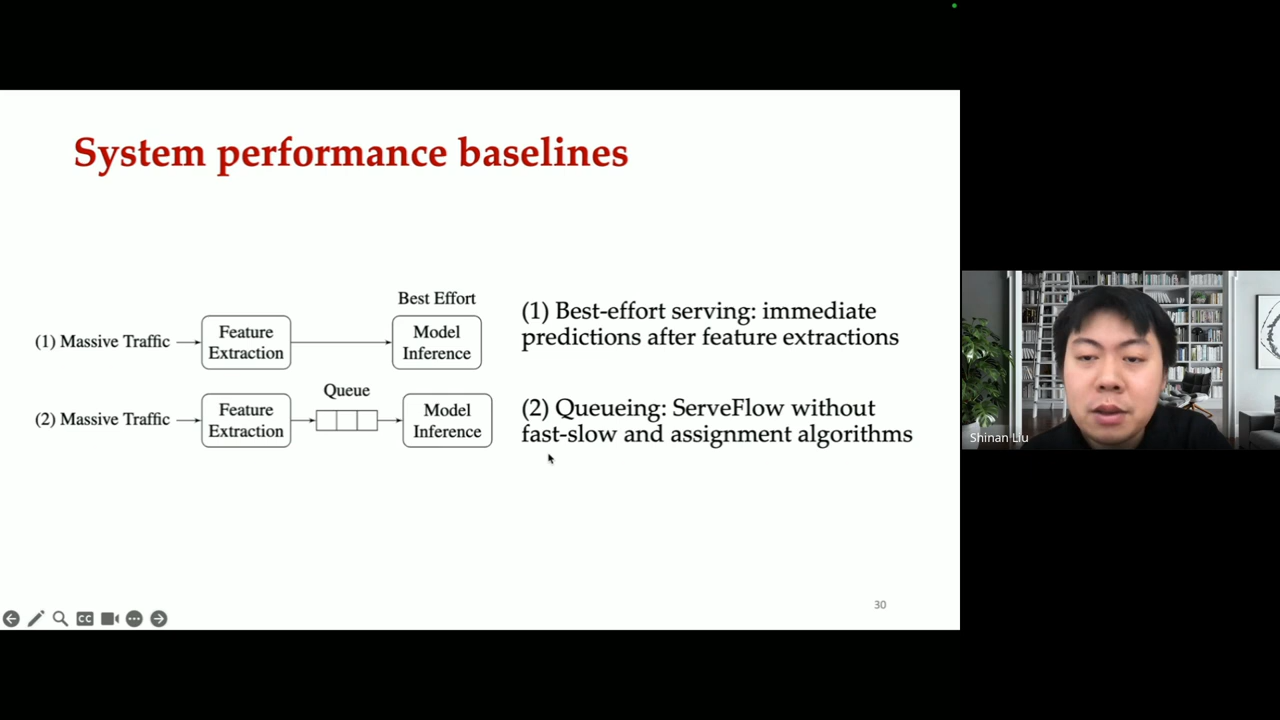 System performance baselines
Best Effort
(1) Massive Traffic
Feature
Extraction
Model
Inference
(1) Best-effort serving: immediate
predictions after feature extractions
Queue
(2) Massive Traffic
Feature
Extraction
Model
Inference
(2) Queueing: ServeFlow without
fast-slow and assignment algorithms
30
CC
Shinan Liu